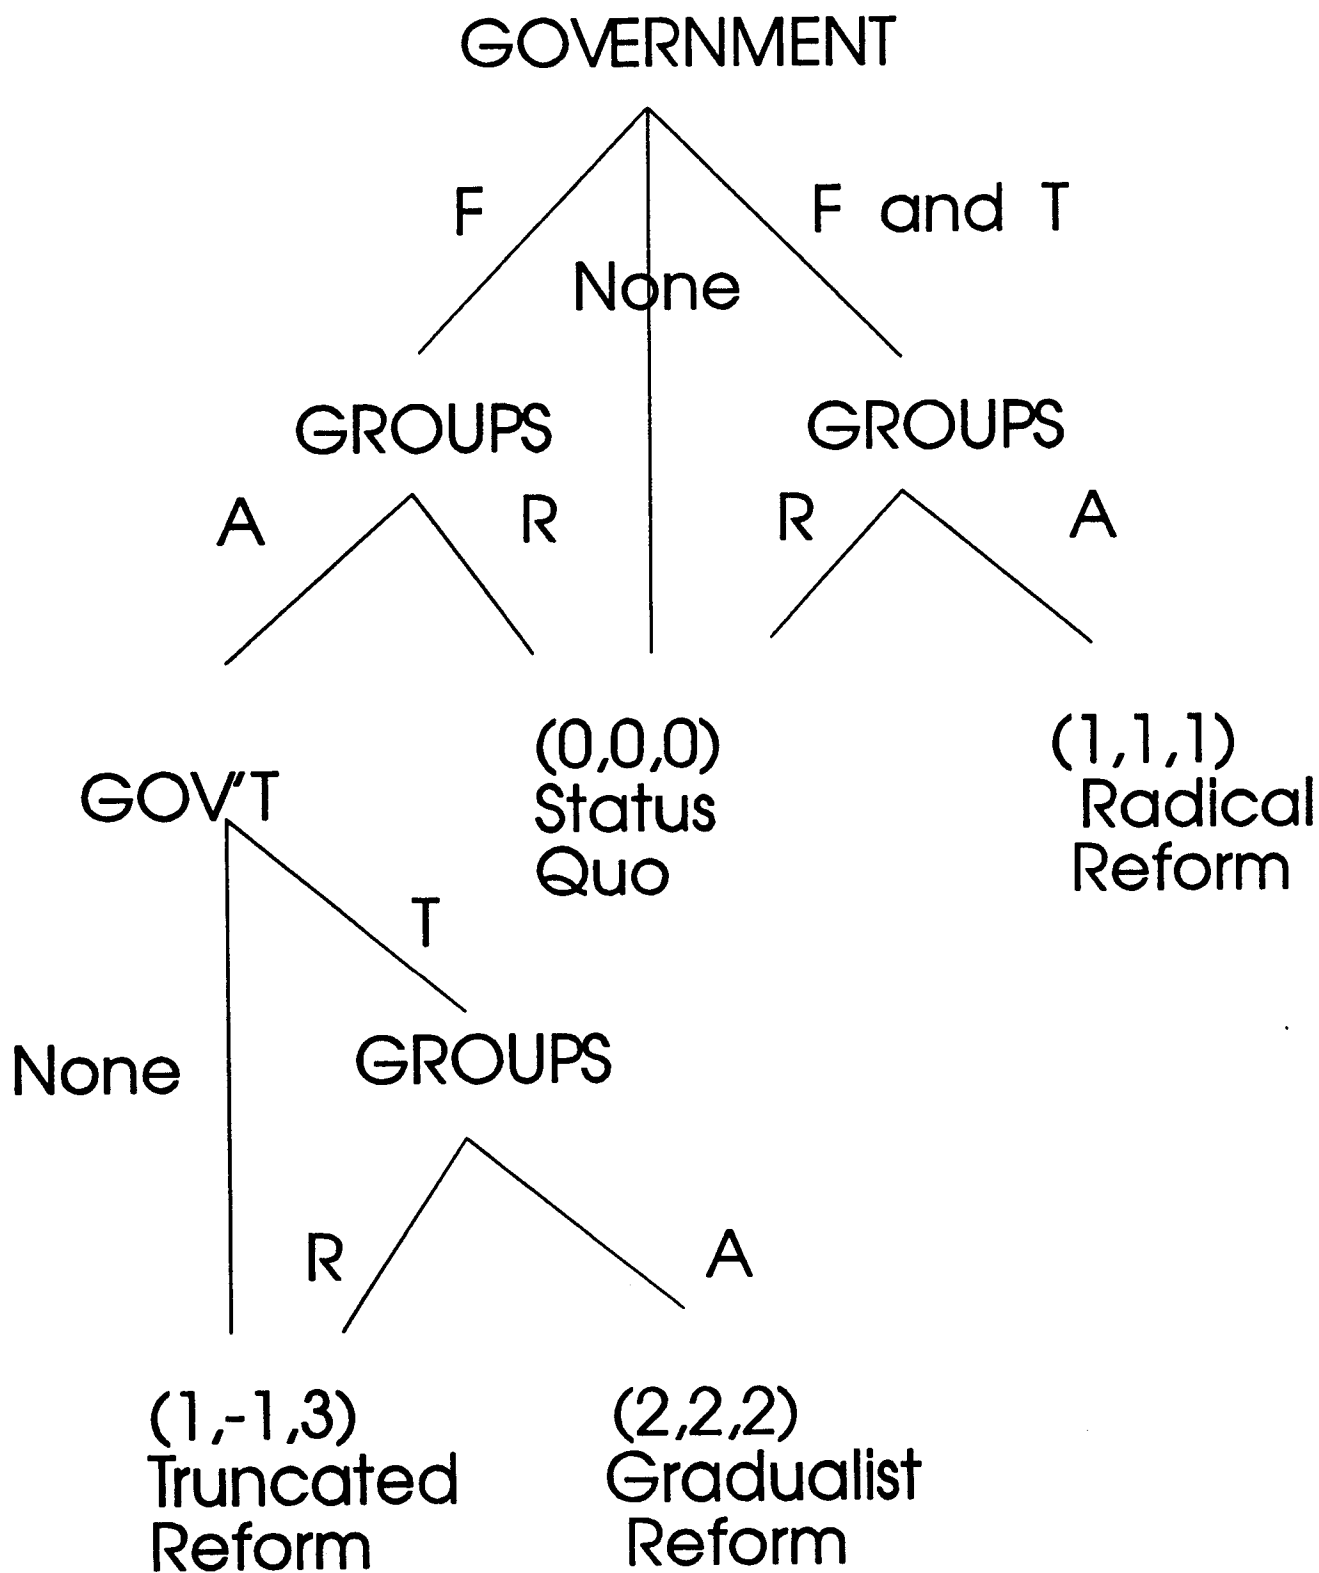 GOVERNMENT
F
F and T
None
GROUPS
GROUPS
A
R
R
A
(0,0,0)
Status
Quo
(1,1,1)
Radical
Reform
GOV'T
T
None
GROUPS
R
A
(1,-1,3)
Truncated
Reform
(2,2,2)
Gradualist
Reform